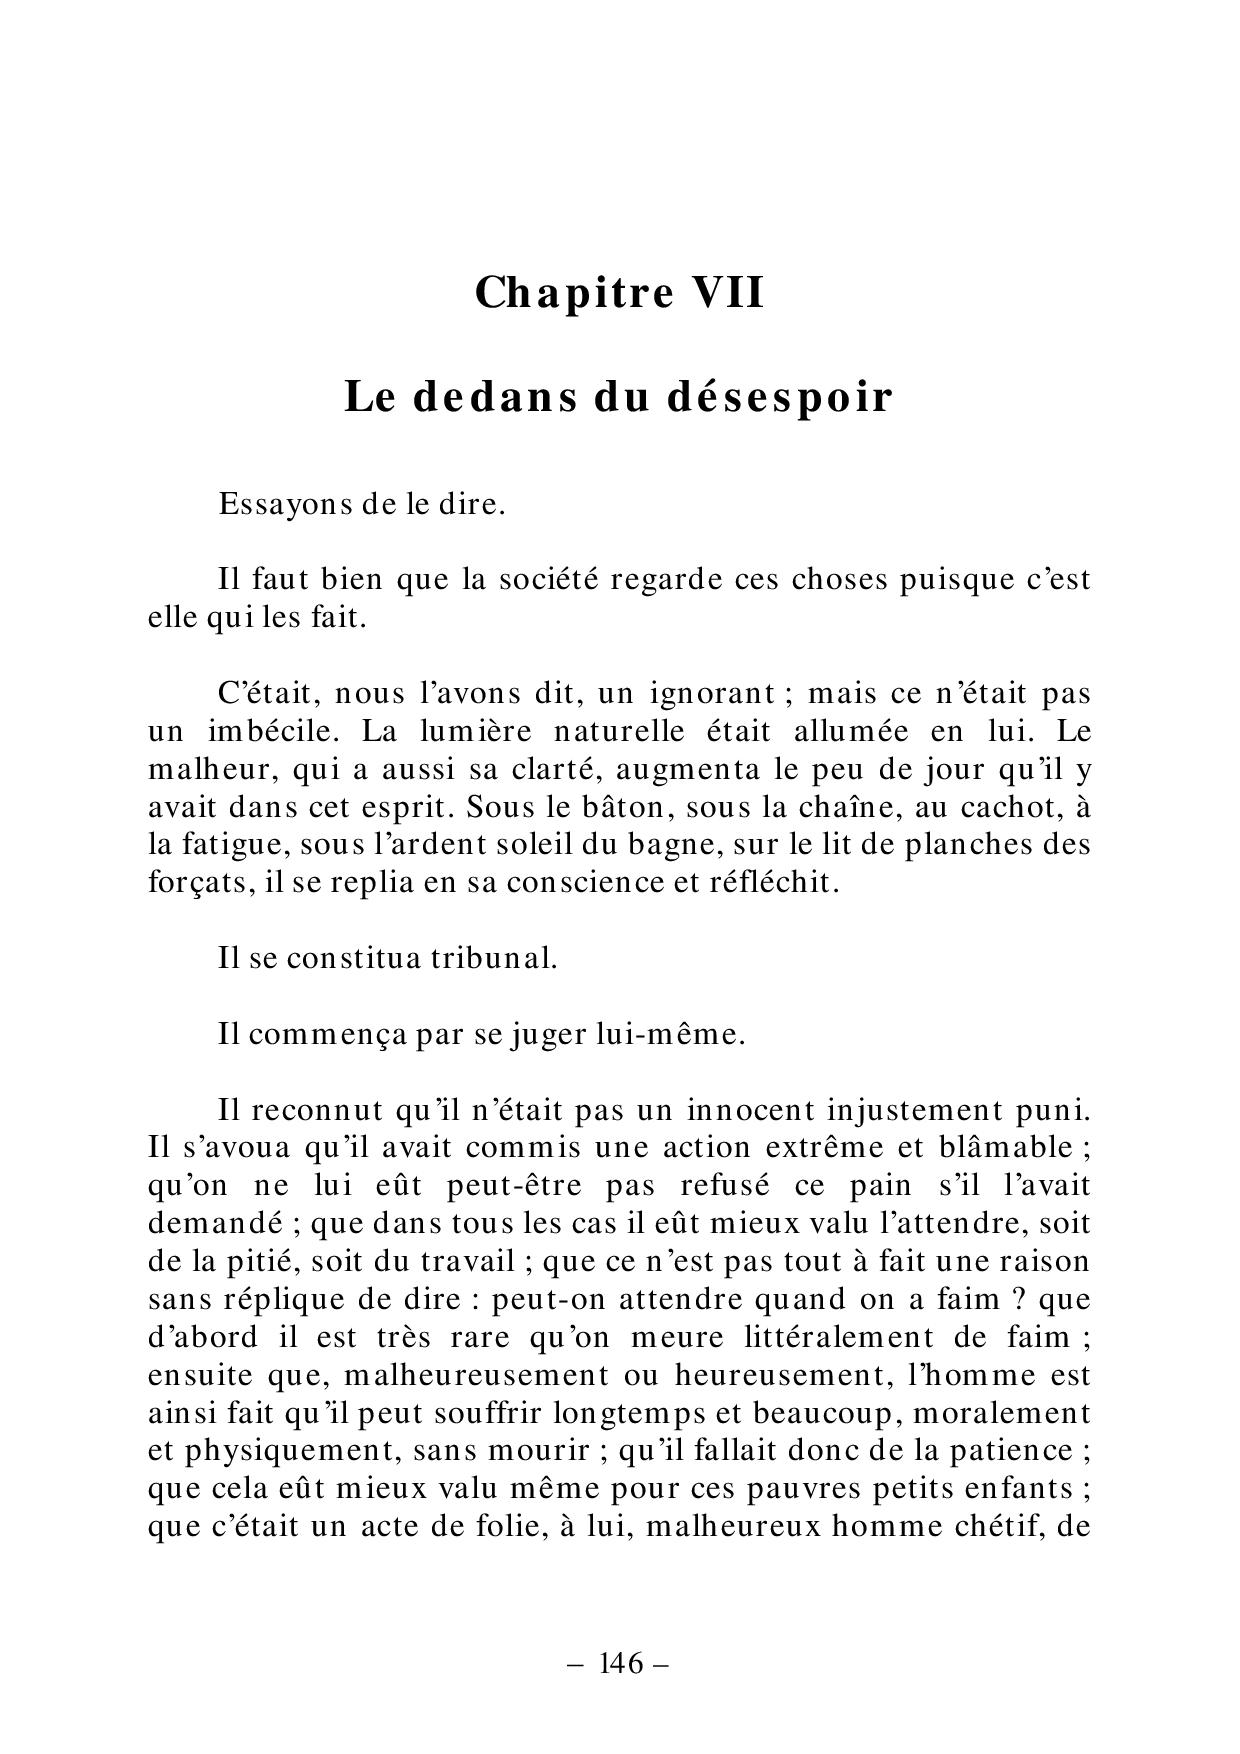 Chapitre VII
Le dedans du désespoir
Essayons de le dire.
Il faut bien que la société regarde ces choses puisque c’est
elle qui les fait.
C’était, nous l’avons dit, un ignorant ; mais ce n’était pas
un imbécile. La lumière naturelle était allumée en lui. Le
malheur, qui a aussi sa clarté, augmenta le peu de jour qu’il y
avait dans cet esprit. Sous le bâton, sous la chaîne, au cachot, à
la fatigue, sous l’ardent soleil du bagne, sur le lit de planches des
forçats, il se replia en sa conscience et réfléchit.
Il se constitua tribunal.
Il commença par se juger lui-même.
Il reconnut qu’il n’était pas un innocent injustement puni.
Il s’avoua qu’il avait commis une action extrême et blâmable ;
qu’on ne lui eût peut-être pas refusé ce pain s’il l’avait
demandé ; que dans tous les cas il eût mieux valu l’attendre, soit
de la pitié, soit du travail ; que ce n’est pas tout à fait une raison
sans réplique de dire : peut-on attendre quand on a faim ? que
d’abord il est très rare qu’on meure littéralement de faim ;
ensuite que, malheureusement ou heureusement, l’homme est
ainsi fait qu’il peut souffrir longtemps et beaucoup, moralement
et physiquement, sans mourir ; qu’il fallait donc de la patience ;
que cela eût mieux valu même pour ces pauvres petits enfants ;
que c’était un acte de folie, à lui, malheureux homme chétif, de
– 146 –